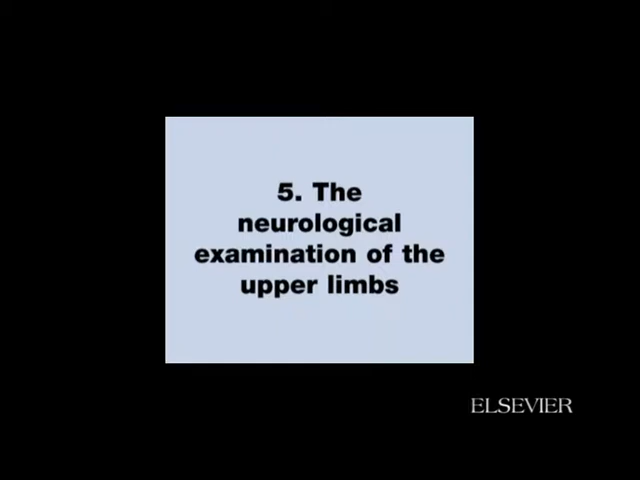 5. The
neurological
examination of the
upper limbs
ELSEVIER